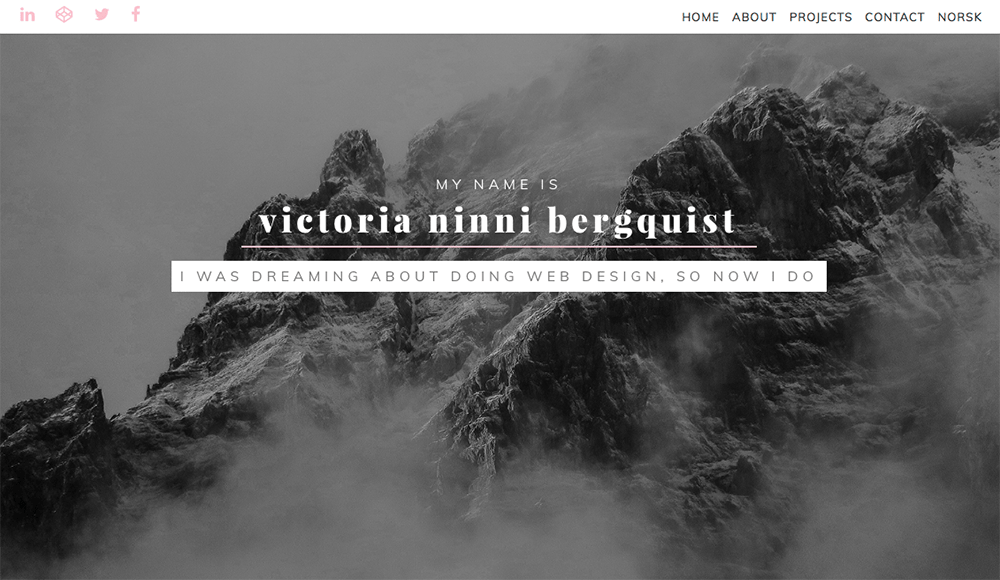 HOME ABOUT PROJECTS CONTACT NORSK
MY NAME IS
victoria ninni bergquist
I WAS DREAMING ABOUT DOING WEB DESIGN, SO NOW I DO